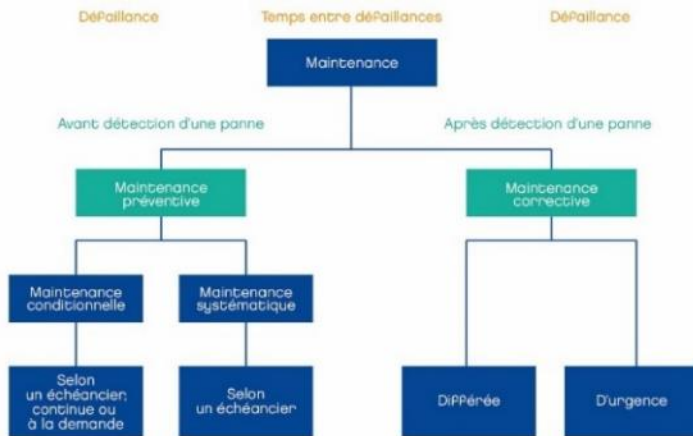 Défaillance Temps entre défaillances Défaillance
Maintenance
Avant détection d'une panne Après détection d'une panne
Maintenance
préventive
Maintenance
corrective
Maintenance
conditionnelle
Maintenance
systématique
Selon
un échéancier,
continue ou
à la demande
Selon
un échéancier
Différée
D'urgence